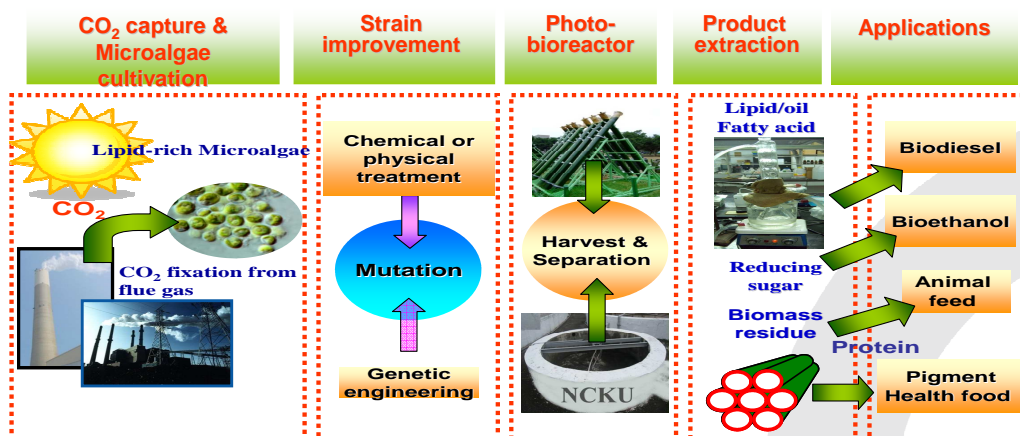 CO₂ capture &
Microalgae
cultivation
Strain
improvement
Photo-
bioreactor
Product
extraction
Applications
Lipid-rich Microalgae
CO₂
CO₂ fixation from
flue gas
Chemical or
physical
treatment
Mutation
Genetic
engineering
Harvest &
Separation
NCKU
Lipid/oil
Fatty acid
Reducing
sugar
Biomass
residue
Protein
Biodiesel
Bioethanol
Animal
feed
Pigment
Health food